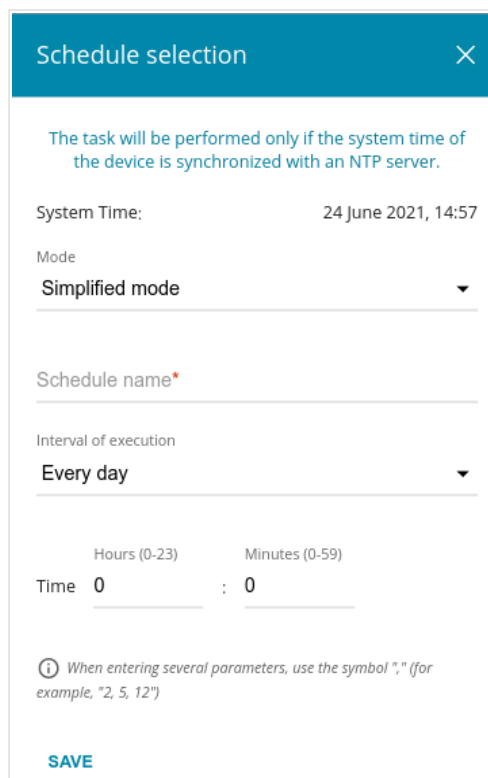 Schedule selection
The task will be performed only if the system time of
the device is synchronized with an NTP server.
System Time: 24 June 2021, 14:57
Mode
Simplified mode
Schedule name*
Interval of execution
Every day
Hours (0-23) Minutes (0-59)
Time 0 : 0
When entering several parameters, use the symbol "," (for
example, "2, 5, 12")
SAVE